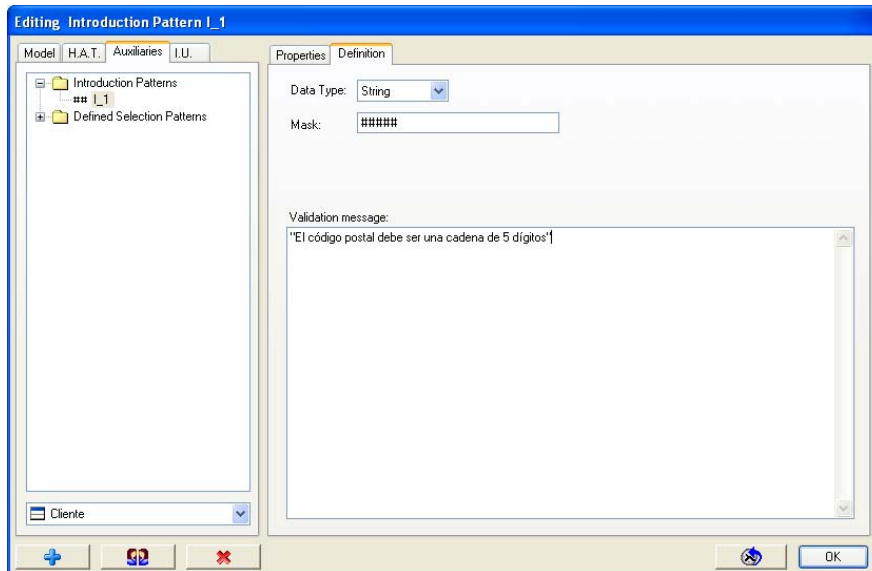 Editing Introduction Pattern I_1
Model H.A.T. Auxiliaries I.U.
Introduction Patterns
## I_1
Defined Selection Patterns
Cliente
Properties Definition
Data Type: String
Mask: #####
Validation message:
"El código postal debe ser una cadena de 5 dígitos"
OK